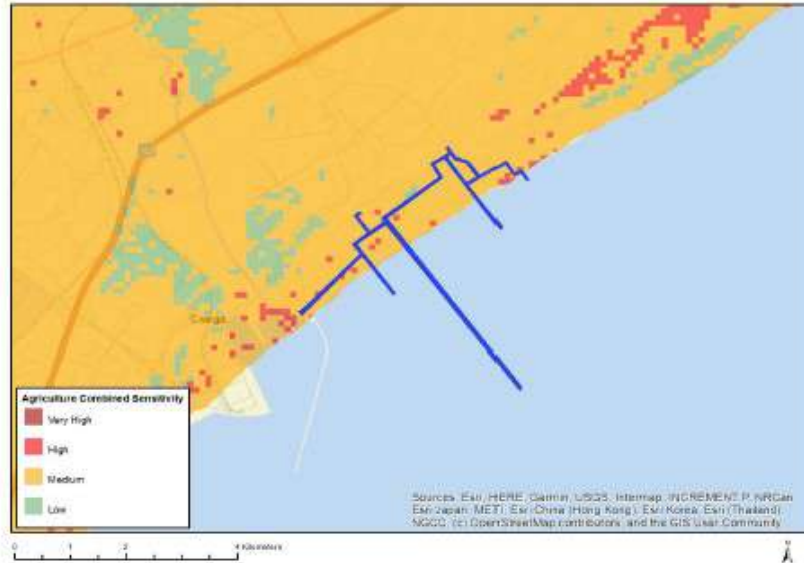 Coega
Agriculture Combined Sensitivity
Very High
High
Medium
Low
Sources: Esri, HERE, Garmin, USGS, Intermap, INCREMENT P, NRCan,
Esri Japan, METI, Esri China (Hong Kong), Esri Korea, Esri (Thailand),
NGCC, (c) OpenStreetMap contributors, and the GIS User Community
0 1 2 4 Kilometers
N